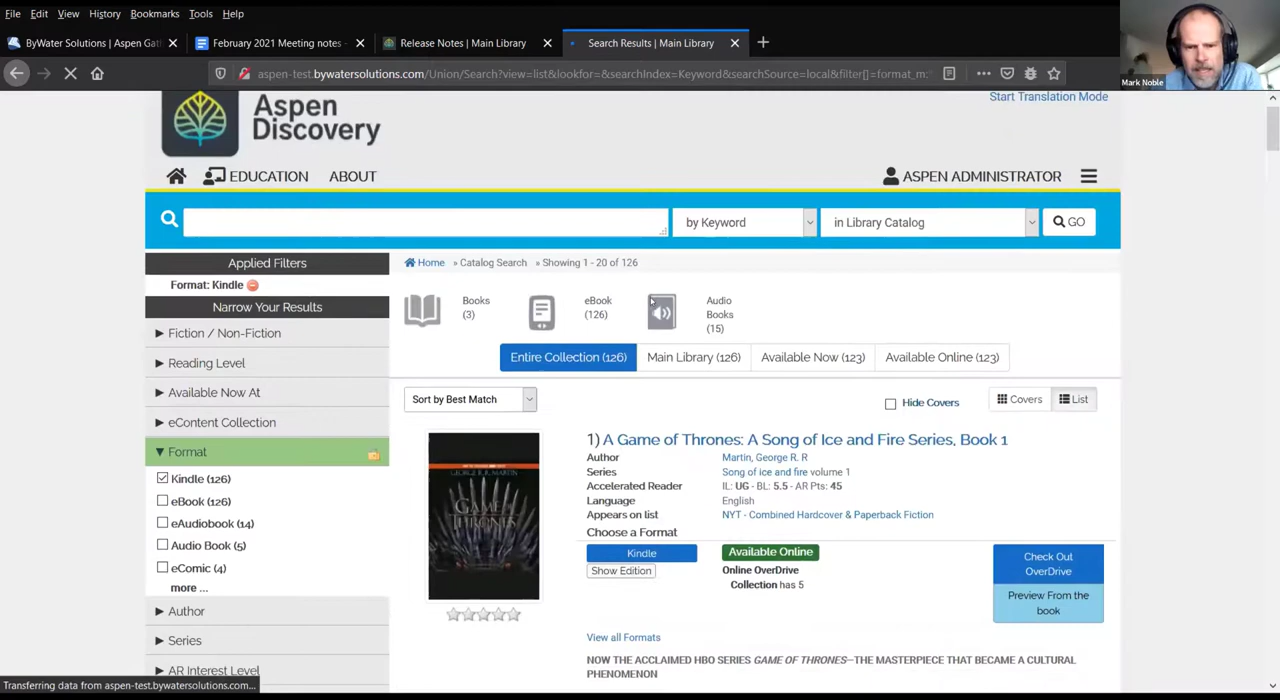 File Edit View History Bookmarks Tools Help
ByWater Solutions | Aspen Gath
February 2021 Meeting notes -
Release Notes | Main Library
Search Results | Main Library
aspen-test.bywatersolutions.com/Union/Search?view=list&lookfor=&searchIndex=Keyword&searchSource=local&filter[]=format_m:"
Mark Noble
Start Translation Mode
Aspen
Discovery
EDUCATION ABOUT
ASPEN ADMINISTRATOR
by Keyword
in Library Catalog
GO
Applied Filters
Format: Kindle
Narrow Your Results
Fiction / Non-Fiction
Reading Level
Available Now At
eContent Collection
Format
Kindle (126)
eBook (126)
eAudiobook (14)
Audio Book (5)
eComic (4)
more ...
Author
Series
AR Interest Level
Home » Catalog Search » Showing 1 - 20 of 126
Books
(3)
eBook
(126)
Audio
Books
(15)
Entire Collection (126) Main Library (126) Available Now (123) Available Online (123)
Sort by Best Match
Hide Covers
Covers
List
GEORGE R.R. MARTIN
GAME OF
THRONES
1) A Game of Thrones: A Song of Ice and Fire Series, Book 1
Author Martin, George R. R
Series Song of ice and fire volume 1
Accelerated Reader IL: UG - BL: 5.5 - AR Pts: 45
Language English
Appears on list NYT - Combined Hardcover & Paperback Fiction
Choose a Format
Kindle
Show Edition
Available Online
Online OverDrive
Collection has 5
Check Out
OverDrive
Preview From the
book
View all Formats
NOW THE ACCLAIMED HBO SERIES GAME OF THRONES—THE MASTERPIECE THAT BECAME A CULTURAL
PHENOMENON
Transferring data from aspen-test.bywatersolutions.com...